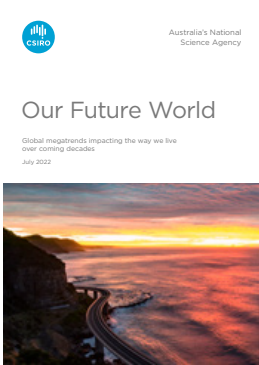 CSIRO
Australia's National
Science Agency
Our Future World
Global megatrends impacting the way we live
over coming decades
July 2022